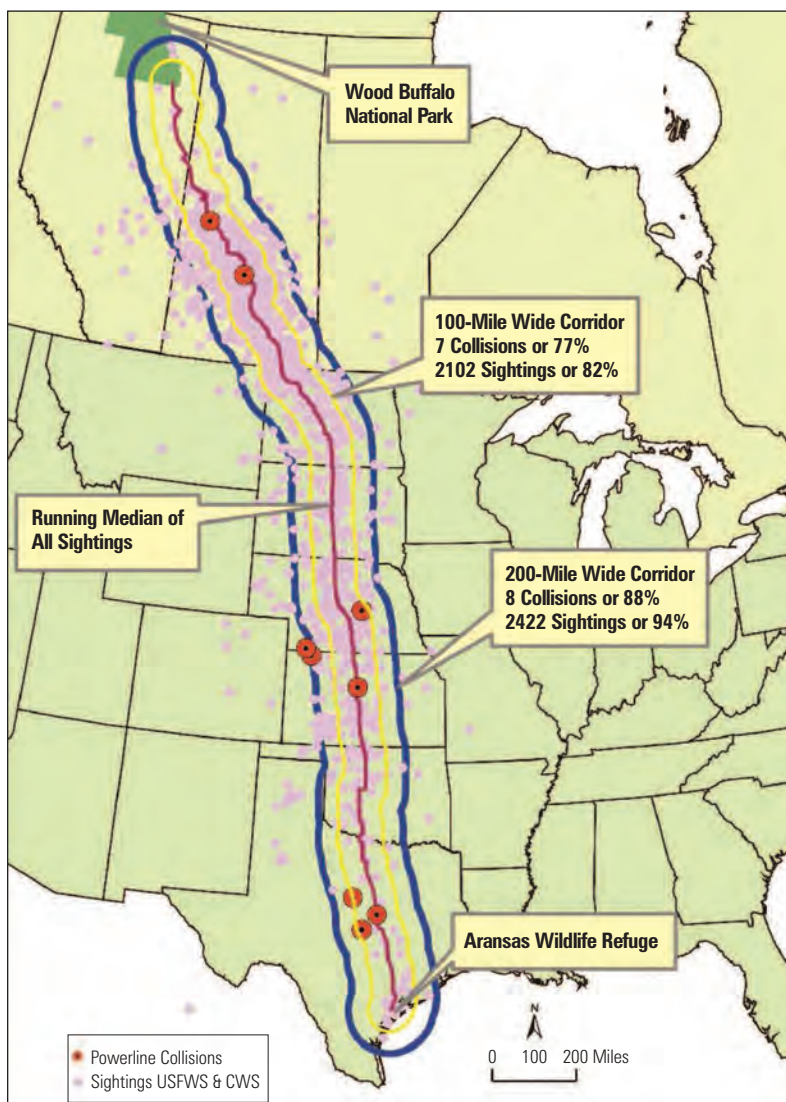 Wood Buffalo
National Park
100-Mile Wide Corridor
7 Collisions or 77%
2102 Sightings or 82%
Running Median of
All Sightings
200-Mile Wide Corridor
8 Collisions or 88%
2422 Sightings or 94%
Aransas Wildlife Refuge
N
0 100 200 Miles
Powerline Collisions
Sightings USFWS & CWS